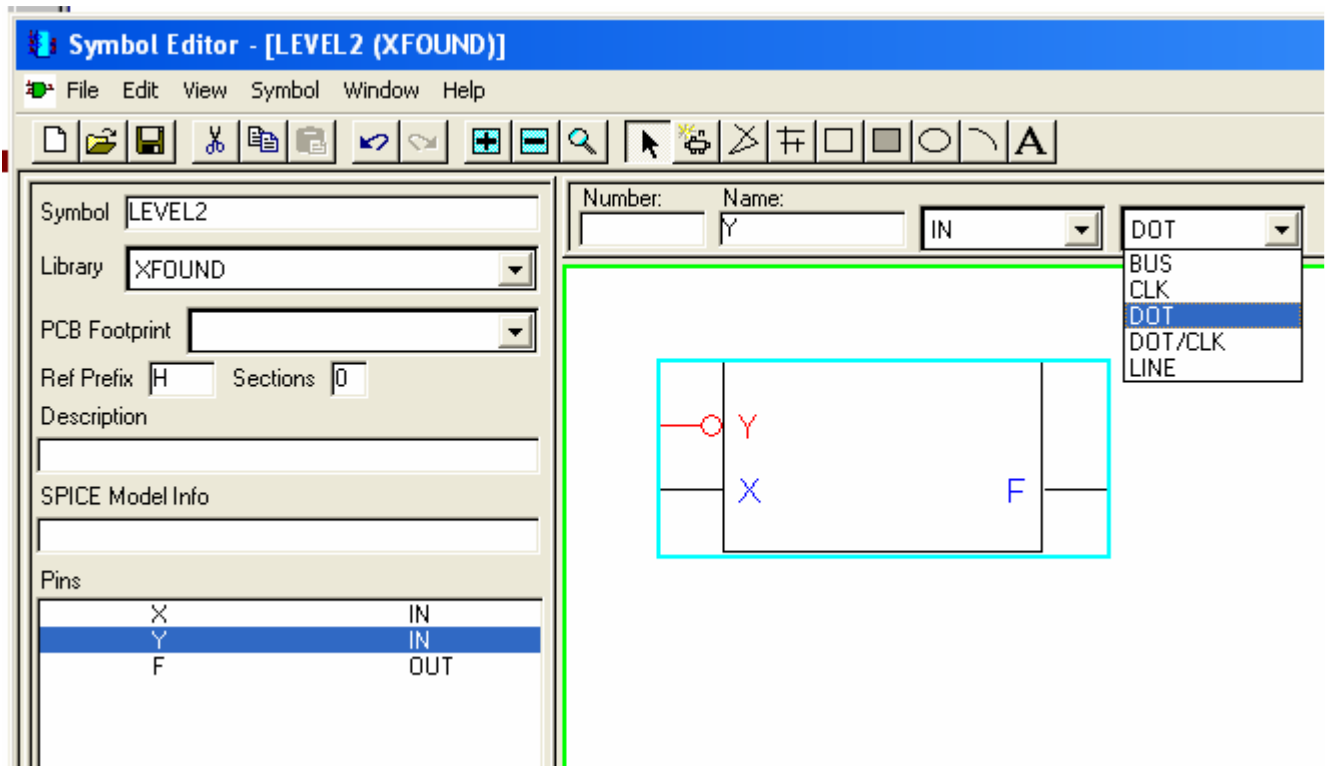 Symbol Editor - [LEVEL2 (XFOUND)]
File Edit View Symbol Window Help
A
Symbol LEVEL2
Library XFOUND
PCB Footprint
Ref Prefix H Sections 0
Description
SPICE Model Info
Pins
X IN
Y IN
F OUT
Number: Name:
Y IN DOT
BUS
CLK
DOT
DOT/CLK
LINE
Y
X F